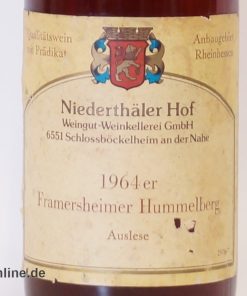 Qualitätswein
mit Prädikat
Anbaugebiet
Rheinhessen
Niederthäler Hof
Weingut-Weinkellerei GmbH
6551 Schlossböckelheim an der Nahe
1964er
Framersheimer Hummelberg
Auslese
nline.de